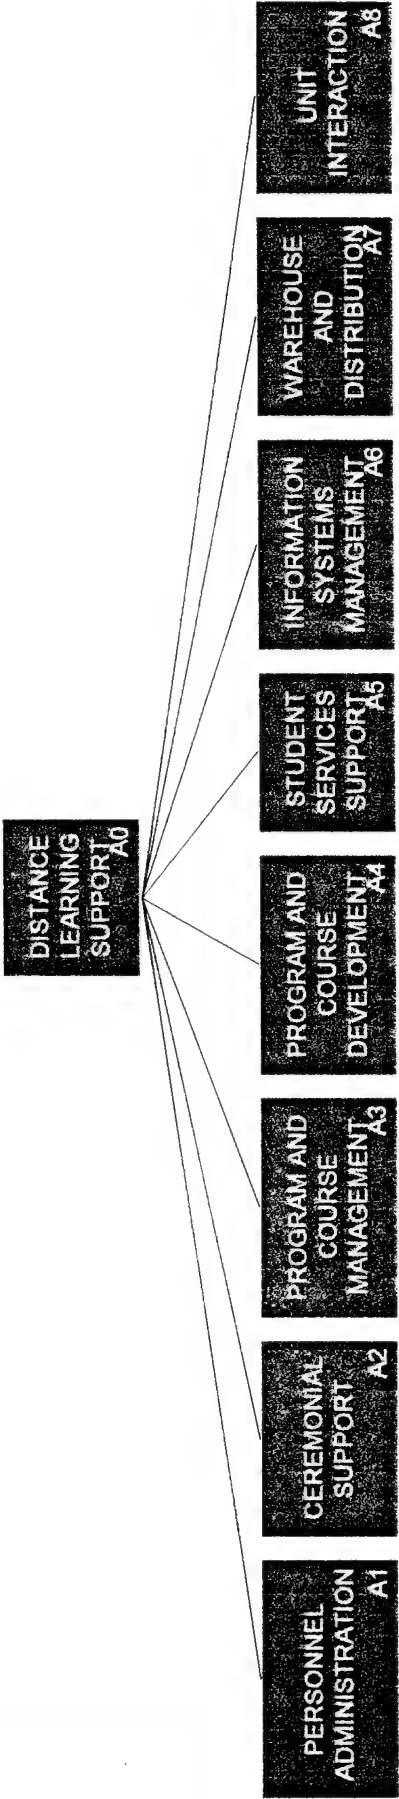 DISTANCE
LEARNING
SUPPORT
A0
PERSONNEL
ADMINISTRATION
A1
CEREMONIAL
SUPPORT
A2
PROGRAM AND
COURSE
MANAGEMENT
A3
PROGRAM AND
COURSE
DEVELOPMENT
A4
STUDENT
SERVICES
SUPPORT
A5
INFORMATION
SYSTEMS
MANAGEMENT
A6
WAREHOUSE
AND
DISTRIBUTION
A7
UNIT
INTERACTION
A8